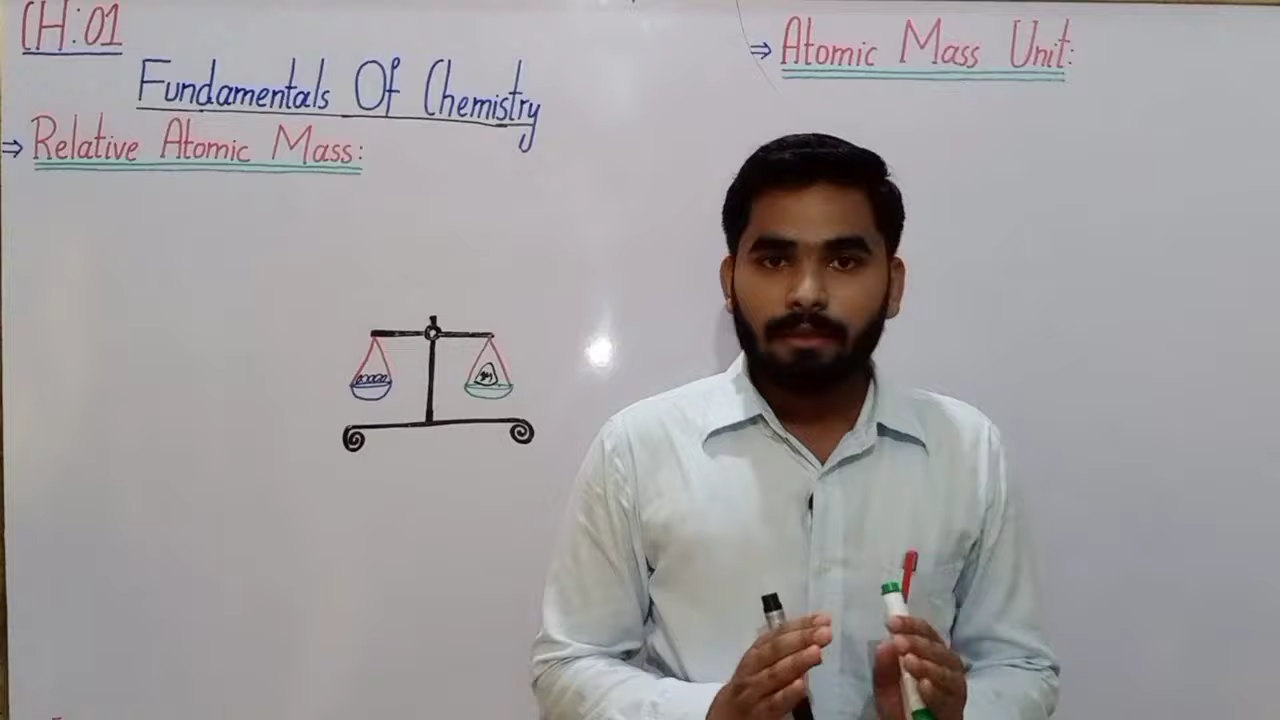 CH:01
Fundamentals Of Chemistry
⇒ Relative Atomic Mass:
⇒ Atomic Mass Unit: